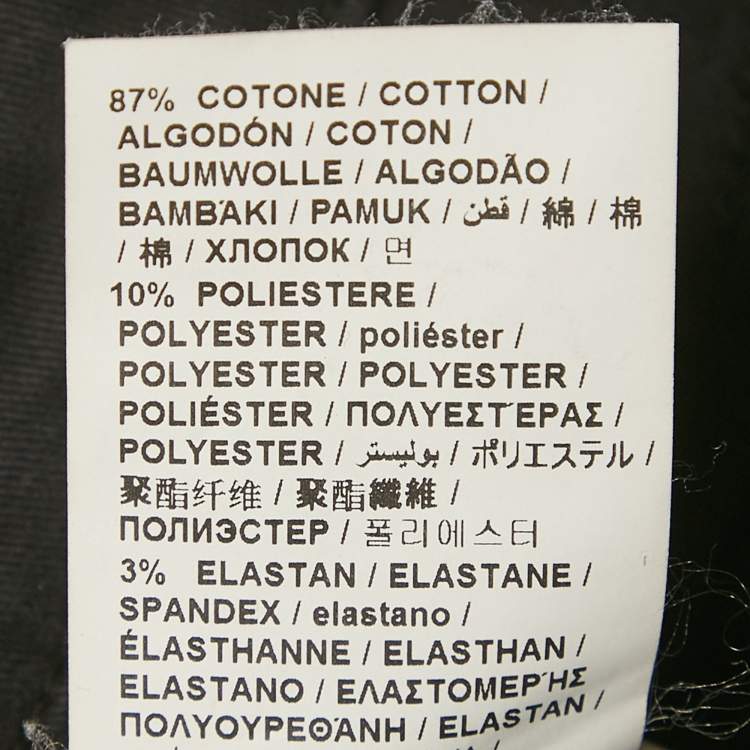 87% COTONE / COTTON /
ALGODÓN / COTON /
BAUMWOLLE / ALGODÃO /
ΒΑΜΒΆΚΙ / PAMUK / قطن / 綿 / 棉
/ 棉 / ХЛОПОК / 면
10% POLIESTERE /
POLYESTER / poliéster /
POLYESTER / POLYESTER /
POLIÉSTER / ΠΟΛΥΕΣΤΈΡΑΣ /
POLYESTER / بوليستر / ポリエステル /
聚酯纤维 / 聚酯纖維 /
ПОЛИЭСТЕР / 폴리에스터
3% ELASTAN / ELASTANE /
SPANDEX / elastano /
ÉLASTHANNE / ELASTHAN /
ELASTANO / ΕΛΑΣΤΟΜΕΡΉΣ
ΠΟΛΥΟΥΡΕΘΆΝΗ / ELASTAN /